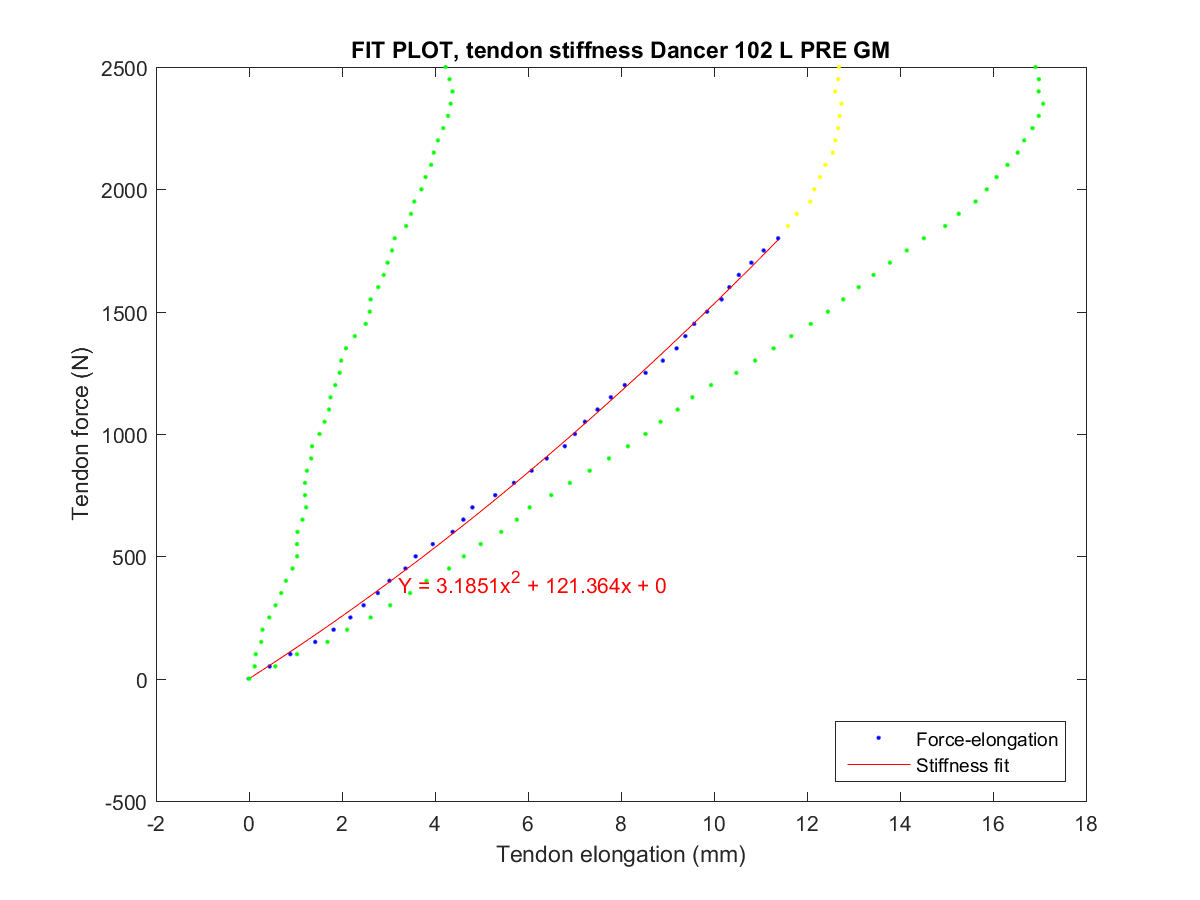 FIT PLOT, tendon stiffness Dancer 102 L PRE GM
2500
2000
1500
1000
500
0
-500
Tendon force (N)
Y = 3.1851x² + 121.364x + 0
Force-elongation
Stiffness fit
-2 0 2 4 6 8 10 12 14 16 18
Tendon elongation (mm)